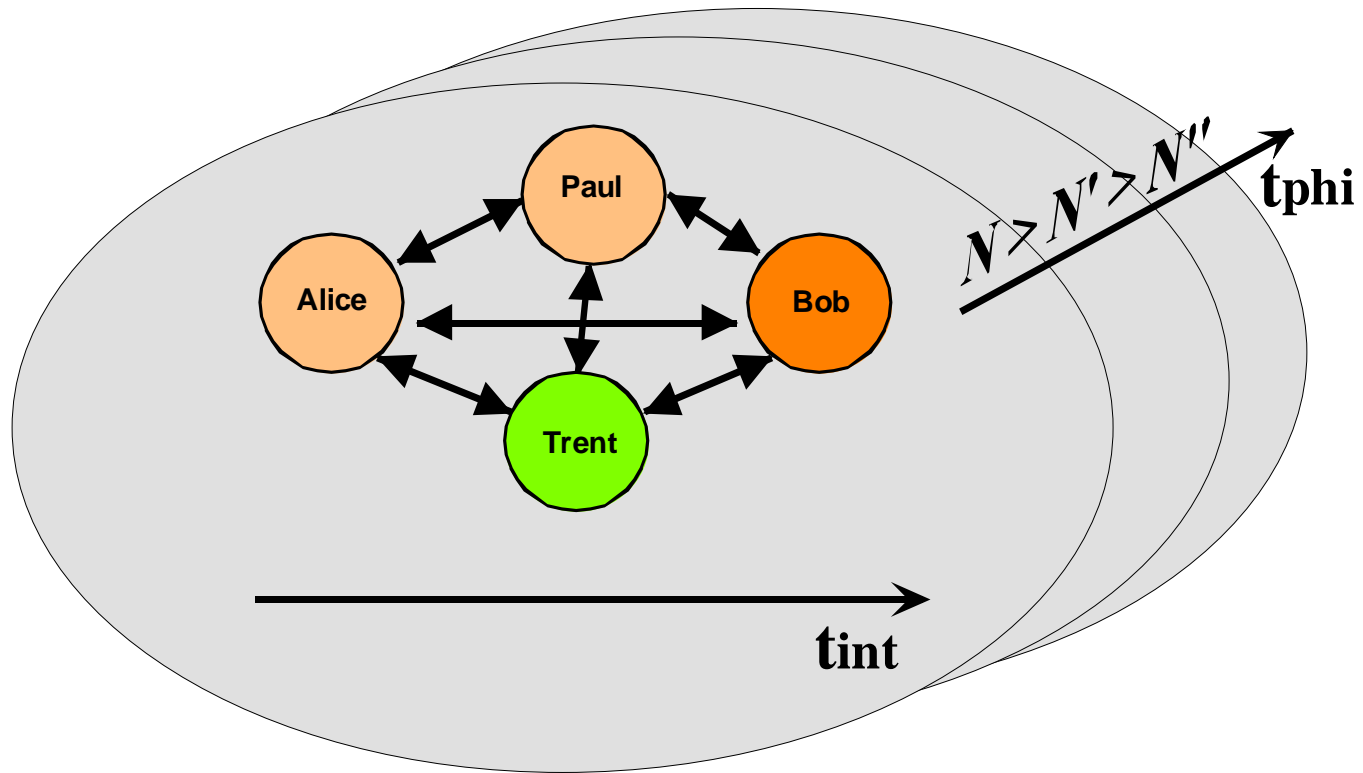 Paul
Alice
Bob
Trent
N > N' > N''
tphi
tint